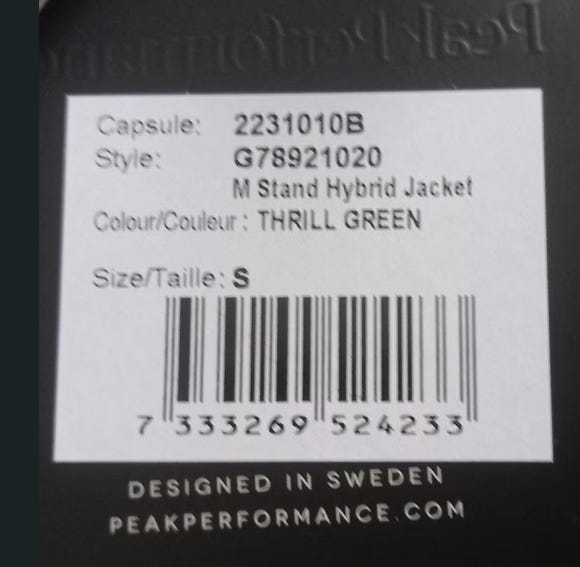 PeakPerformance
Capsule: 2231010B
Style: G78921020
M Stand Hybrid Jacket
Colour/Couleur: THRILL GREEN
Size/Taille: S
7 333269 524233
DESIGNED IN SWEDEN
PEAKPERFORMANCE.COM